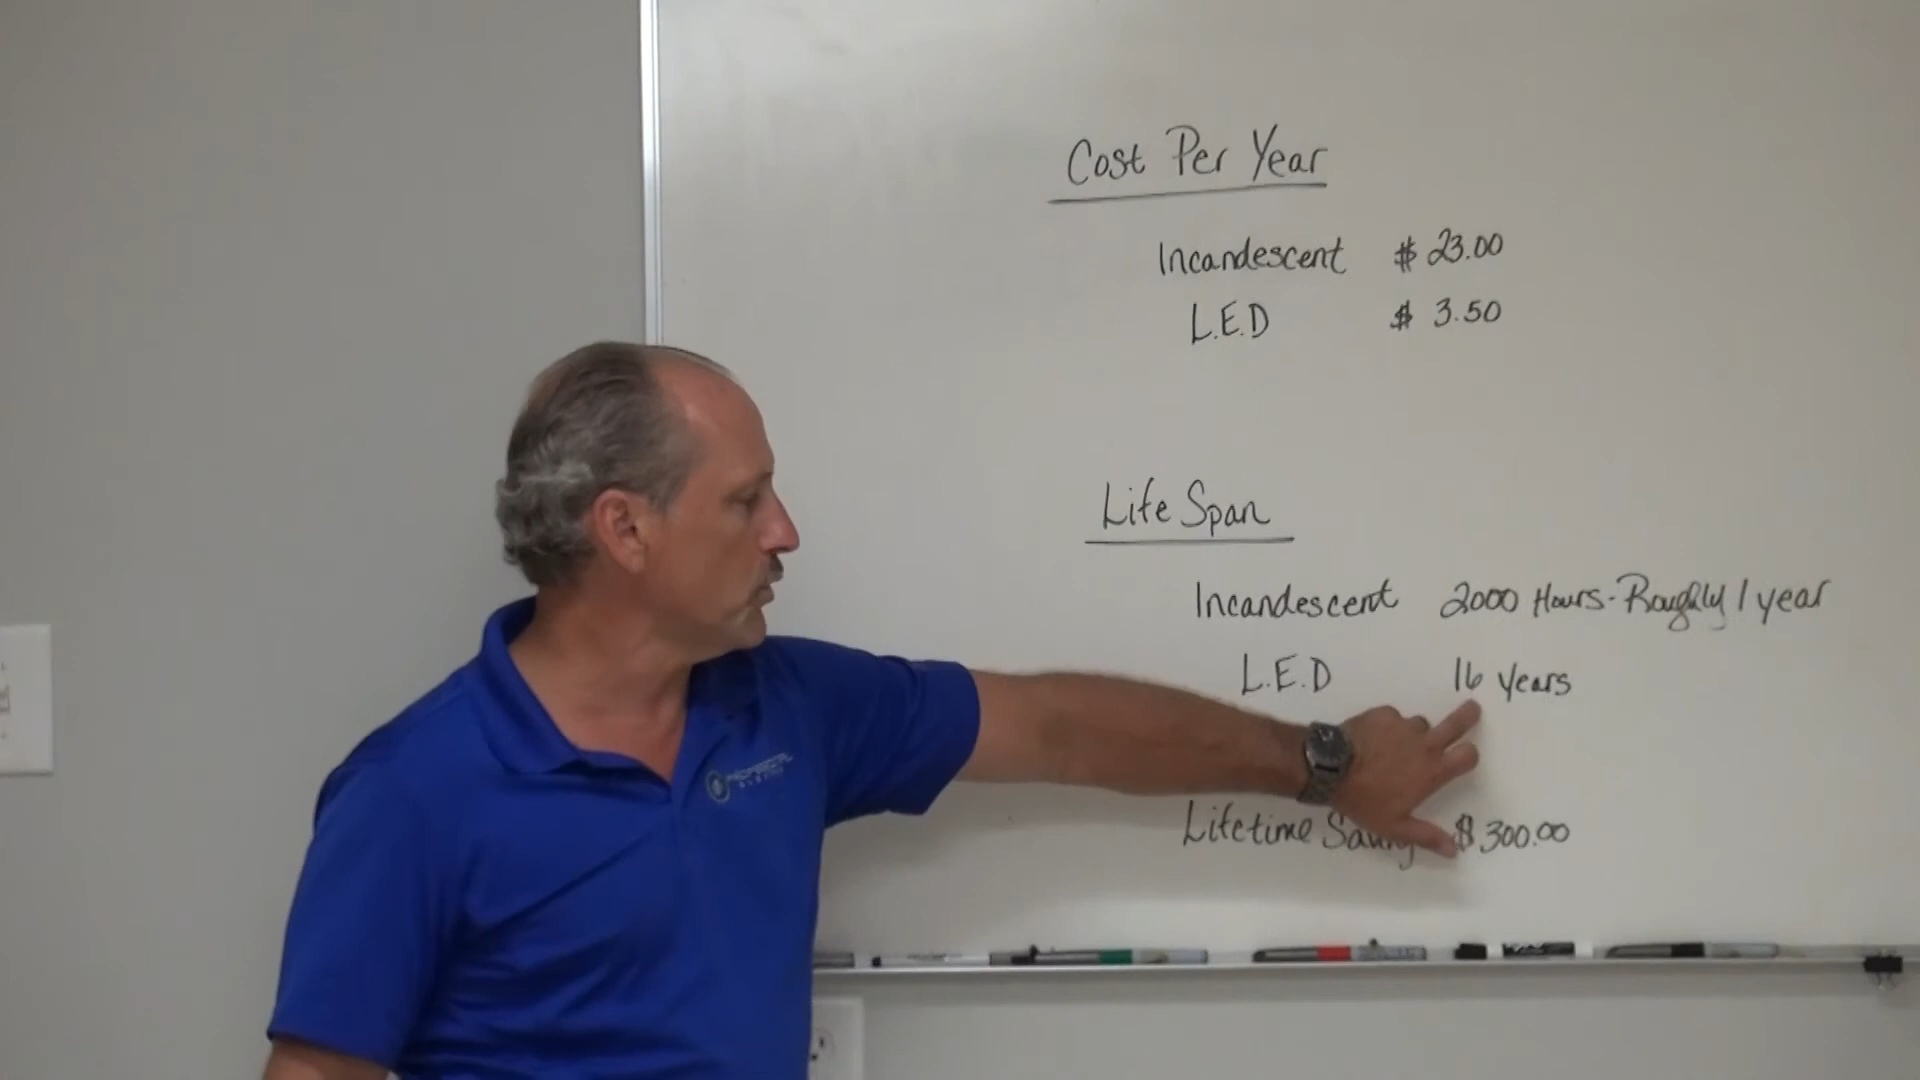 Cost Per Year
Incandescent $ 23.00
L.E.D $ 3.50
Life Span
Incandescent 2000 Hours - Roughly 1 year
L.E.D 16 Years
Lifetime $300.00